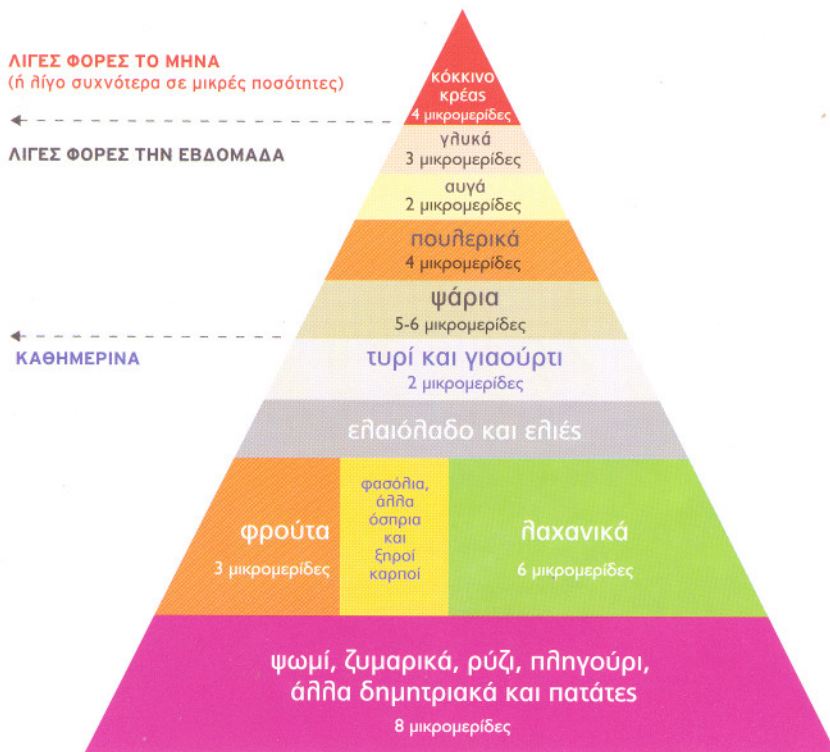 ΛΙΓΕΣ ΦΟΡΕΣ ΤΟ ΜΗΝΑ
(ή λίγο συχνότερα σε μικρές ποσότητες)
κόκκινο
κρέας
4 μικρομερίδες
ΛΙΓΕΣ ΦΟΡΕΣ ΤΗΝ ΕΒΔΟΜΑΔΑ
γλυκά
3 μικρομερίδες
αυγά
2 μικρομερίδες
πουλερικά
4 μικρομερίδες
ψάρια
5-6 μικρομερίδες
ΚΑΘΗΜΕΡΙΝΑ
τυρί και γιαούρτι
2 μικρομερίδες
ελαιόλαδο και ελιές
φρούτα
3 μικρομερίδες
φασόλια,
άλλα
όσπρια
και
ξηροί
καρποί
λαχανικά
6 μικρομερίδες
ψωμί, ζυμαρικά, ρύζι, πληγούρι,
άλλα δημητριακά και πατάτες
8 μικρομερίδες